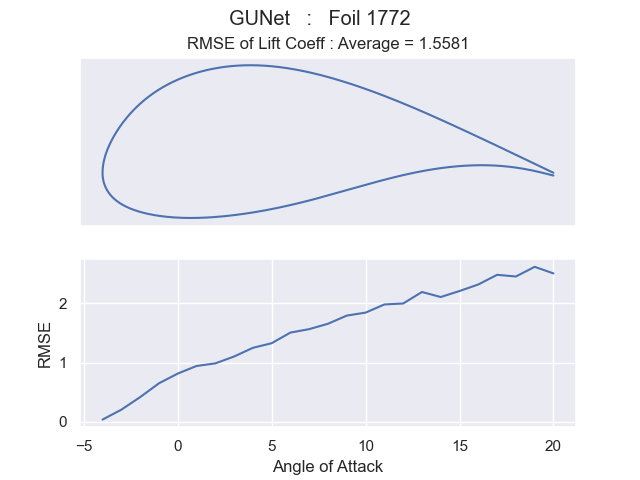 GUNet : Foil 1772
RMSE of Lift Coeff : Average = 1.5581
RMSE
2
1
0
−5 0 5 10 15 20
Angle of Attack